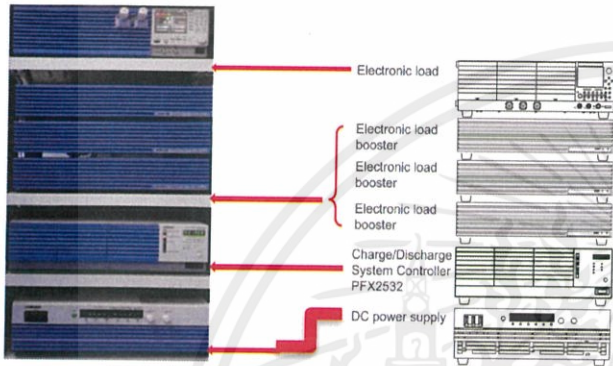 Electronic load
Electronic load
booster
Electronic load
booster
Electronic load
booster
Charge/Discharge
System Controller
PFX2532
DC power supply